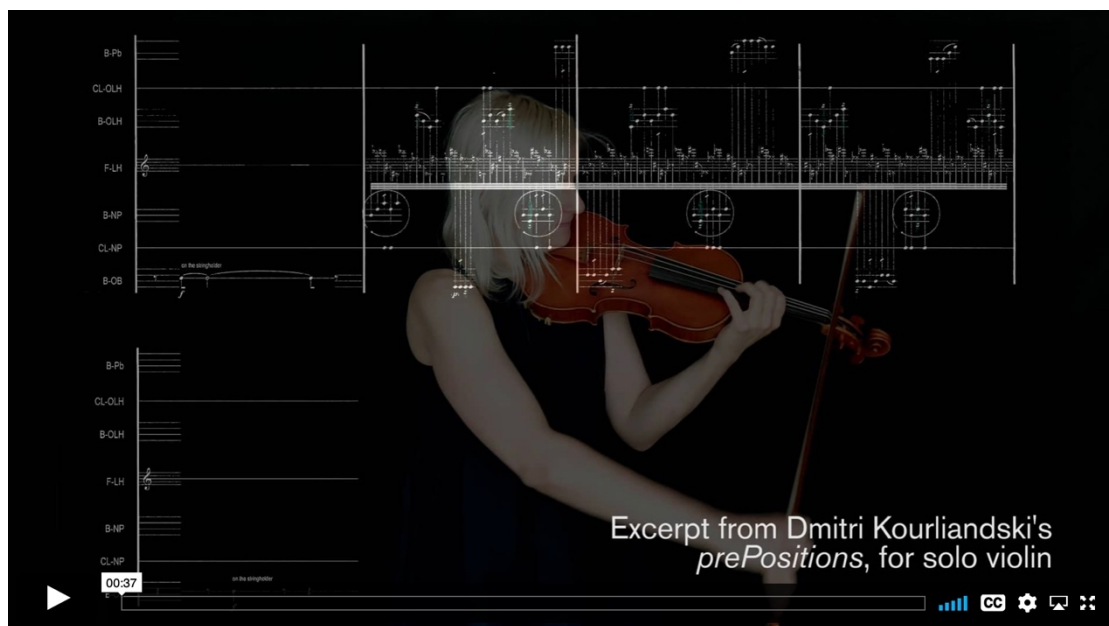 B-Pb
CL-OLH
B-OLH
F-LH
B-NP
CL-NP
on the stringholder
B-OB
B-Pb
CL-OLH
B-OLH
F-LH
B-NP
CL-NP
on the stringholder
Excerpt from Dmitri Kourliandski's
prePositions, for solo violin
00:37
CC